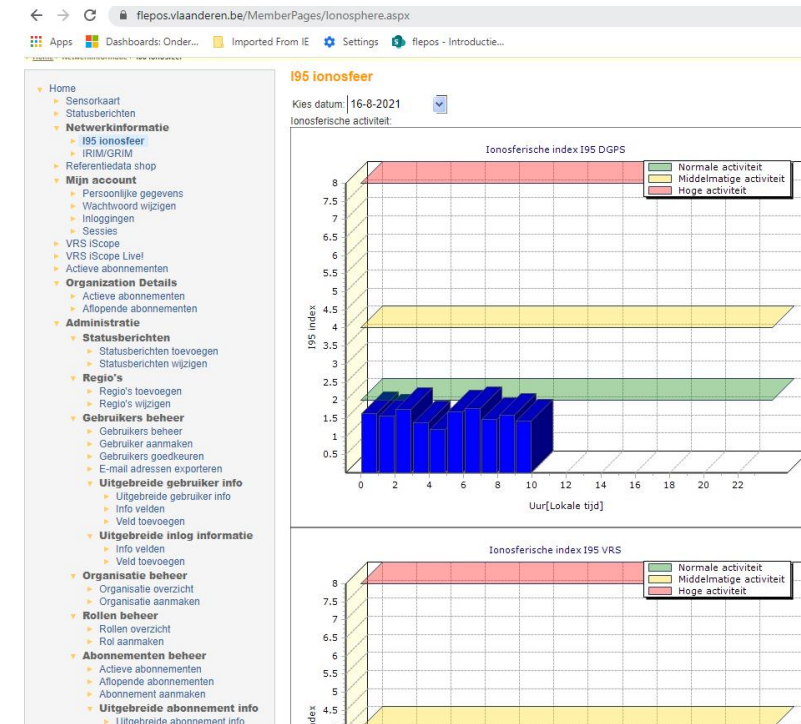 flepos.vlaanderen.be/MemberPages/Ionosphere.aspx
Apps Dashboards: Onder... Imported From IE Settings flepos - Introductie...
Home
Sensorkaart
Statusberichten
Netwerkinformatie
I95 ionosfeer
IRIM/GRIM
Referentiedata shop
Mijn account
Persoonlijke gegevens
Wachtwoord wijzigen
Inloggingen
Sessies
VRS iScope
VRS iScope Live!
Actieve abonnementen
Organization Details
Actieve abonnementen
Aflopende abonnementen
Administratie
Statusberichten
Statusberichten toevoegen
Statusberichten wijzigen
Regio's
Regio's toevoegen
Regio's wijzigen
Gebruikers beheer
Gebruikers beheer
Gebruiker aanmaken
Gebruikers goedkeuren
E-mail adressen exporteren
Uitgebreide gebruiker info
Uitgebreide gebruiker info
Info velden
Veld toevoegen
Uitgebreide inlog informatie
Info velden
Veld toevoegen
Organisatie beheer
Organisatie overzicht
Organisatie aanmaken
Rollen beheer
Rollen overzicht
Rol aanmaken
Abonnementen beheer
Actieve abonnementen
Aflopende abonnementen
Abonnement aanmaken
Uitgebreide abonnement info
Uitgebreide abonnement info
I95 ionosfeer
Kies datum: 16-8-2021
Ionosferische activiteit:
Ionosferische index I95 DGPS
Normale activiteit
Middelmatige activiteit
Hoge activiteit
8
7.5
7
6.5
6
5.5
5
4.5
4
3.5
3
2.5
2
1.5
1
0.5
I95 index
0 2 4 6 8 10 12 14 16 18 20 22
Uur[Lokale tijd]
Ionosferische index I95 VRS
Normale activiteit
Middelmatige activiteit
Hoge activiteit
8
7.5
7
6.5
6
5.5
5
4.5